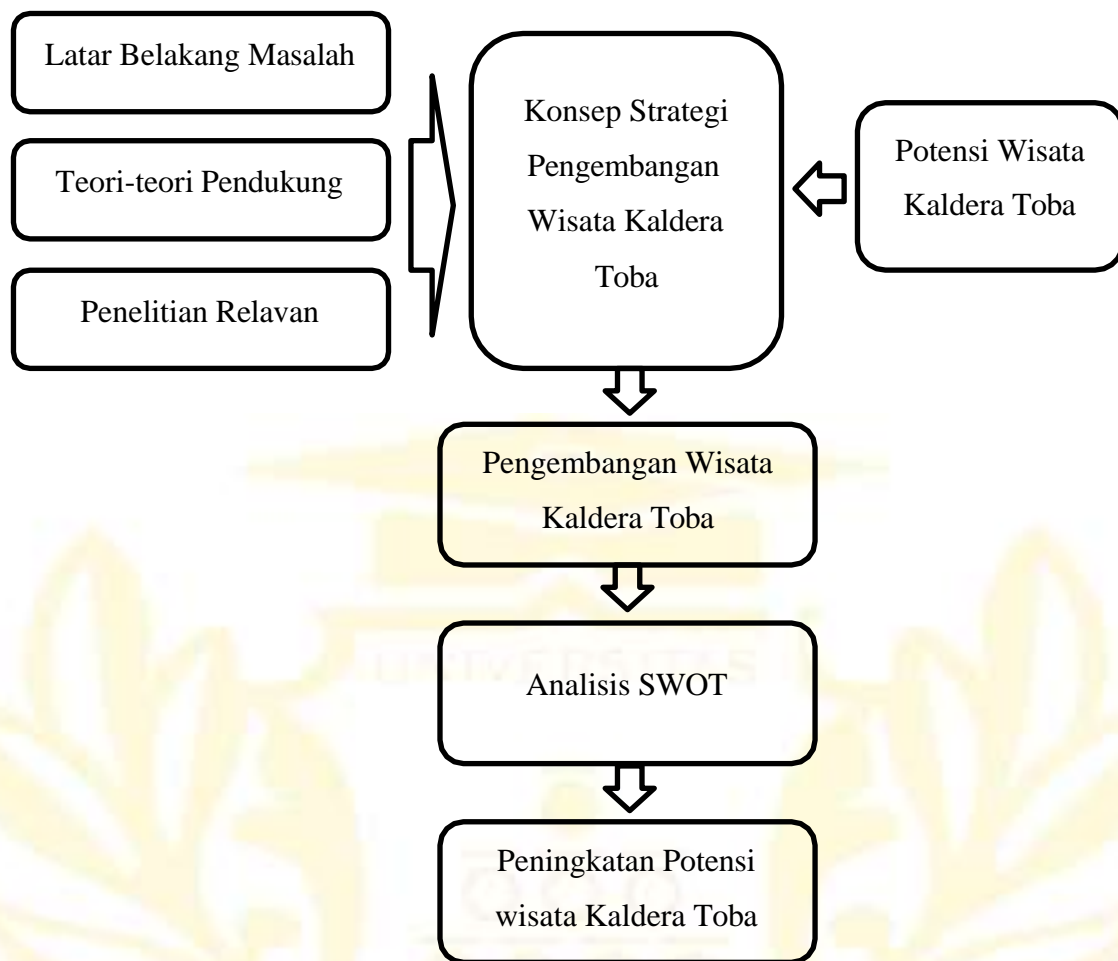 Latar Belakang Masalah
Teori-teori Pendukung
Penelitian Relavan
Konsep Strategi
Pengembangan
Wisata Kaldera
Toba
Potensi Wisata
Kaldera Toba
Pengembangan Wisata
Kaldera Toba
UNIVERSITAS
Analisis SWOT
Peningkatan Potensi
wisata Kaldera Toba